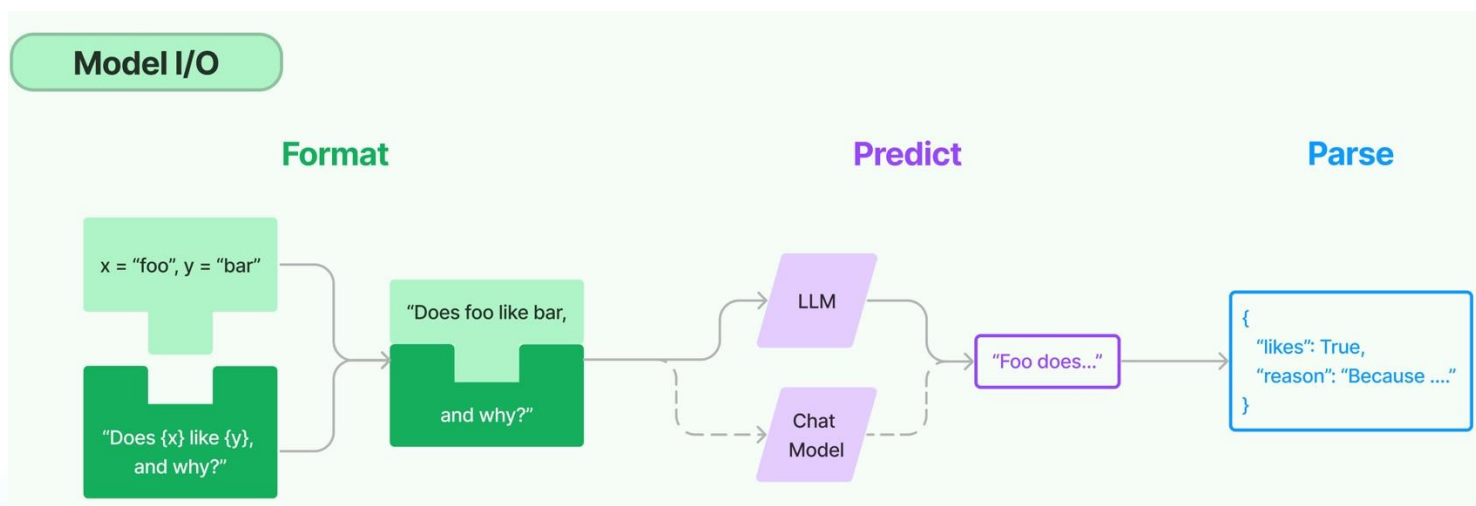 Model I/O
Format
Predict
Parse
x = “foo”, y = “bar”
“Does {x} like {y},
and why?”
“Does foo like bar,
and why?”
LLM
Chat
Model
“Foo does...”
{
“likes”: True,
“reason”: “Because ....”
}